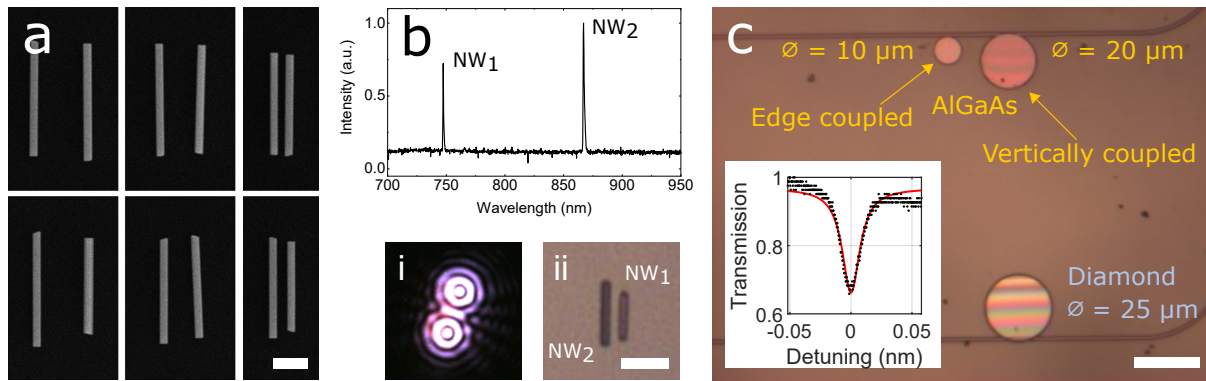 a
b
1.0
0.5
0.0
Intensity (a.u.)
NW1
NW2
700
750
800
850
900
950
Wavelength (nm)
i
ii
NW1
NW2
c
∅ = 10 µm
∅ = 20 µm
Edge coupled
AlGaAs
Vertically coupled
Diamond
∅ = 25 µm
1
0.8
0.6
Transmission
-0.05
0
0.05
Detuning (nm)